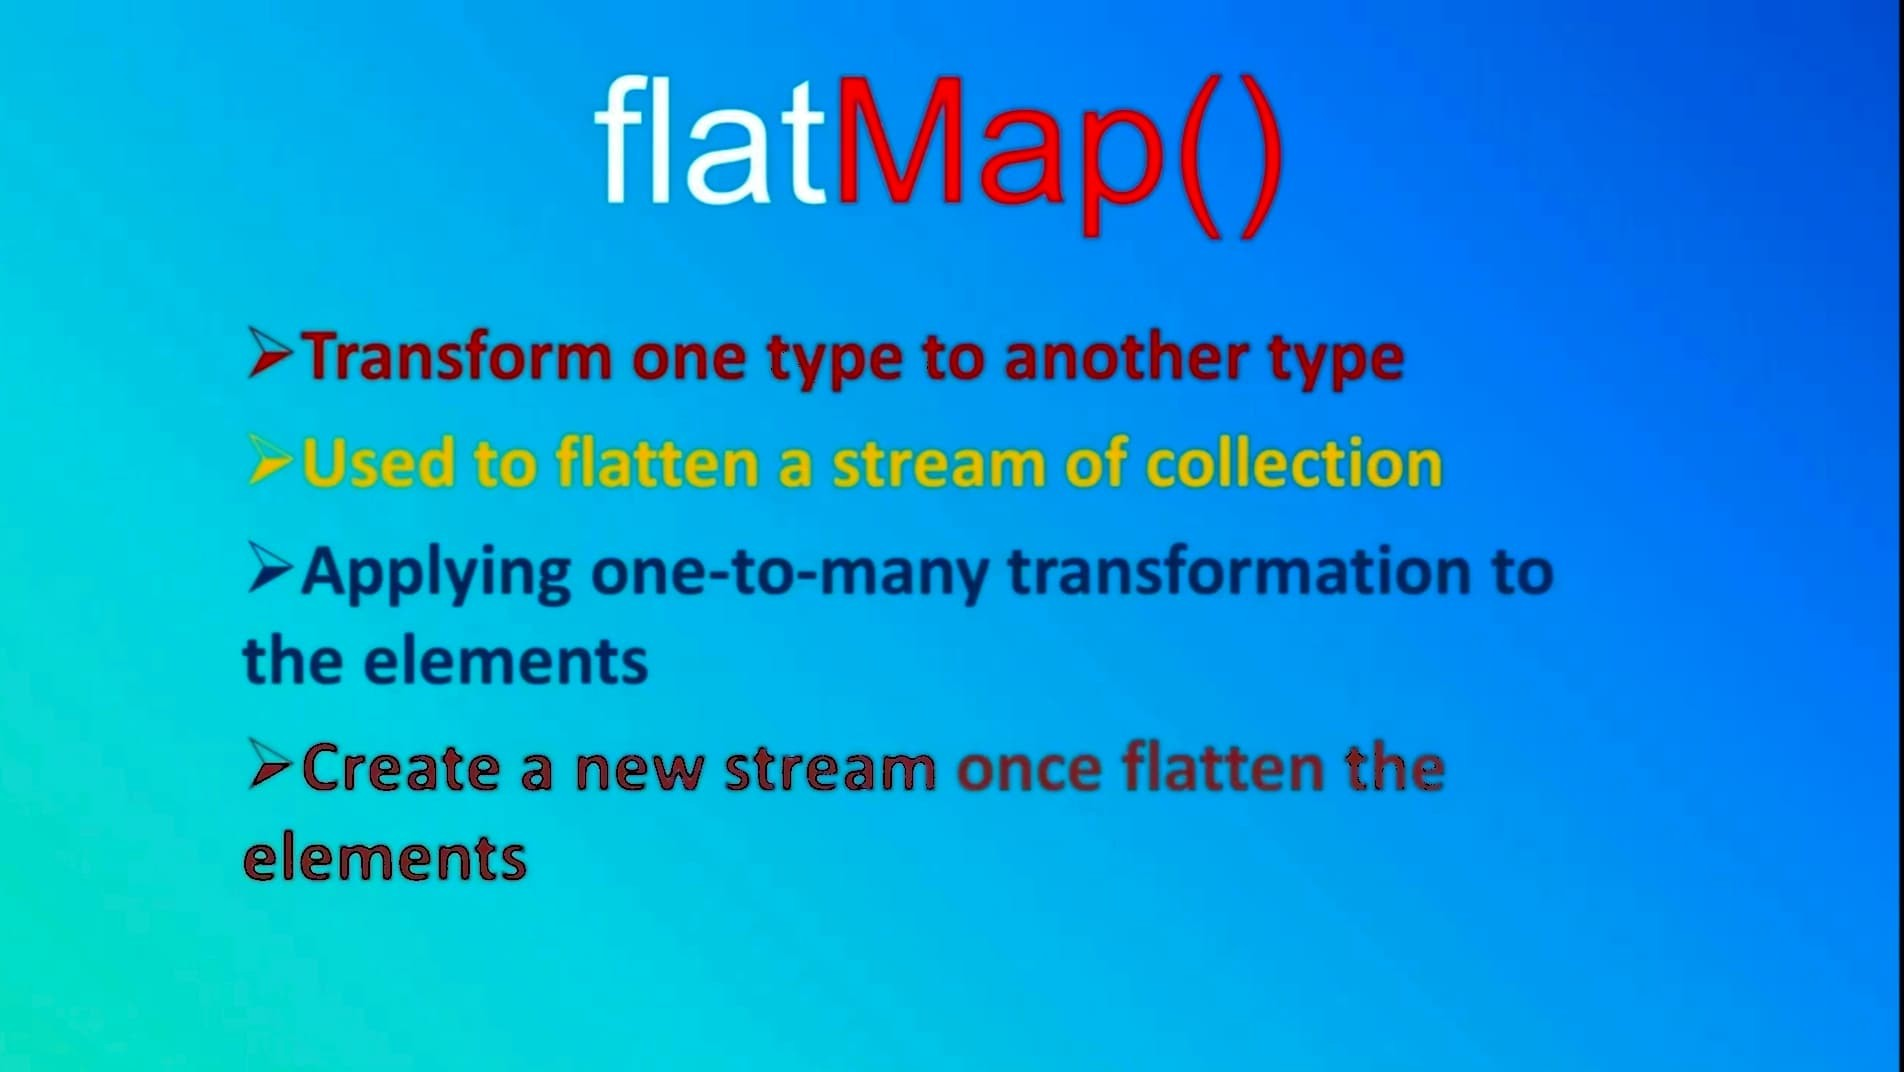 flatMap()
➢Transform one type to another type
➢Used to flatten a stream of collection
➢Applying one-to-many transformation to
the elements
➢Create a new stream once flatten the
elements